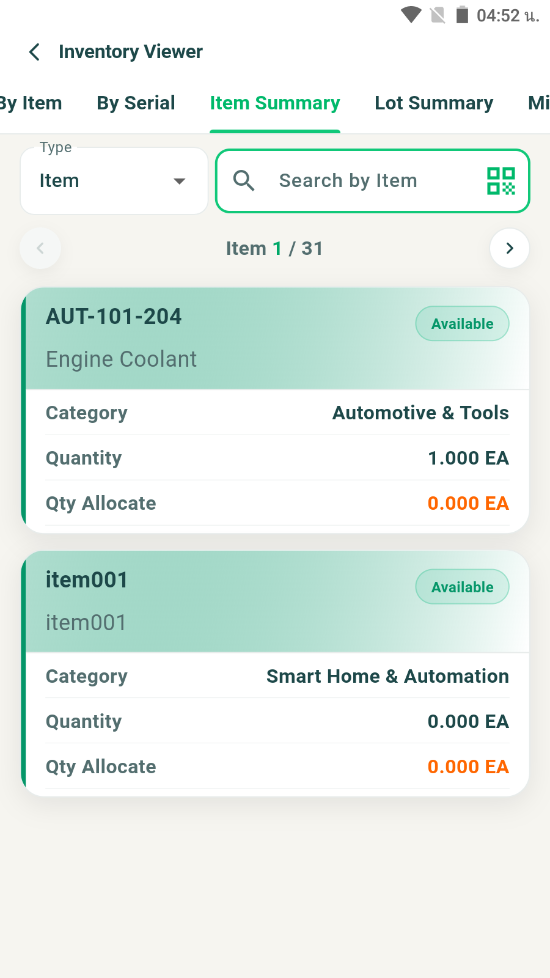 04:52 น.
Inventory Viewer
By Item By Serial Item Summary Lot Summary Mi
Type
Item
Search by Item
Item 1 / 31
AUT-101-204
Available
Engine Coolant
Category Automotive & Tools
Quantity 1.000 EA
Qty Allocate 0.000 EA
item001
Available
item001
Category Smart Home & Automation
Quantity 0.000 EA
Qty Allocate 0.000 EA